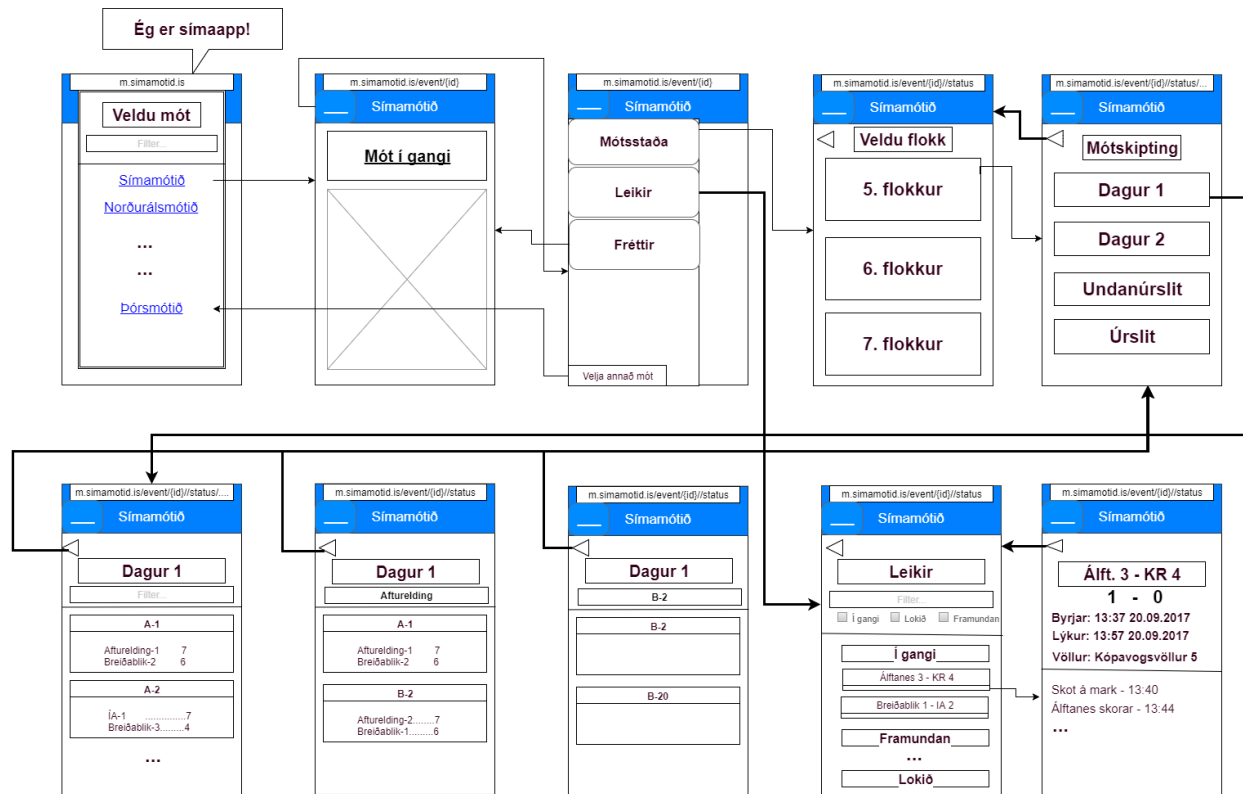 Ég er símaapp!
m.simamotid.is
Veldu mót
Filter...
Símamótið
Norðurálsmótið
...
...
Þórsmótið
m.simamotid.is/event/{id}
Símamótið
Mót í gangi
m.simamotid.is/event/{id}
Símamótið
Mótsstaða
Leikir
Fréttir
Velja annað mót
m.simamotid.is/event/{id}//status
Símamótið
Veldu flokk
5. flokkur
6. flokkur
7. flokkur
m.simamotid.is/event/{id}//status/...
Símamótið
Mótskipting
Dagur 1
Dagur 2
Undanúrslit
Úrslit
m.simamotid.is/event/{id}//status/....
Símamótið
Dagur 1
Filter...
A-1
Afturelding-1 7
Breiðablik-2 6
A-2
ÍA-1 ...............7
Breiðablik-3.........4
...
m.simamotid.is/event/{id}//status
Símamótið
Dagur 1
Afturelding
A-1
Afturelding-1 7
Breiðablik-2 6
B-2
Afturelding-2........7
Breiðablik-1.........6
m.simamotid.is/event/{id}//status
Símamótið
Dagur 1
B-2
B-2
B-20
m.simamotid.is/event/{id}//status
Símamótið
Leikir
Filter...
Í gangi Lokið Framundan
Í gangi
Álftanes 3 - KR 4
Breiðablik 1 - IA 2
Framundan
...
Lokið
m.simamotid.is/event/{id}//status
Símamótið
Álft. 3 - KR 4
1 - 0
Byrjar: 13:37 20.09.2017
Lýkur: 13:57 20.09.2017
Völlur: Kópavogsvöllur 5
Skot á mark - 13:40
Álftanes skorar - 13:44
...